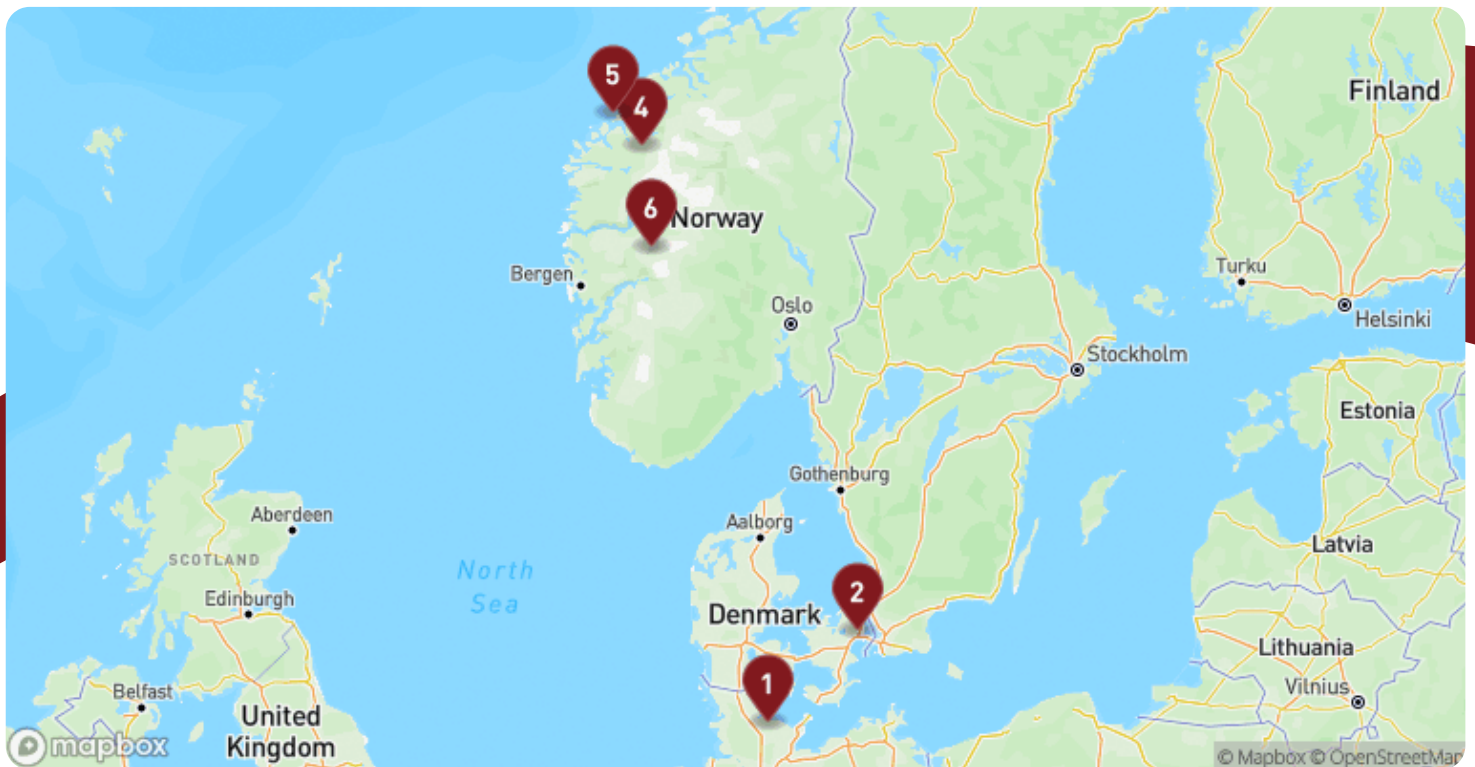 5
4
Finland
6
Norway
Bergen
Turku
Oslo
Helsinki
Stockholm
Estonia
Gothenburg
Aberdeen
Aalborg
Latvia
SCOTLAND
North
Sea
Edinburgh
2
Denmark
Lithuania
1
Vilnius
Belfast
United
Kingdom
mapbox
© Mapbox © OpenStreetMap